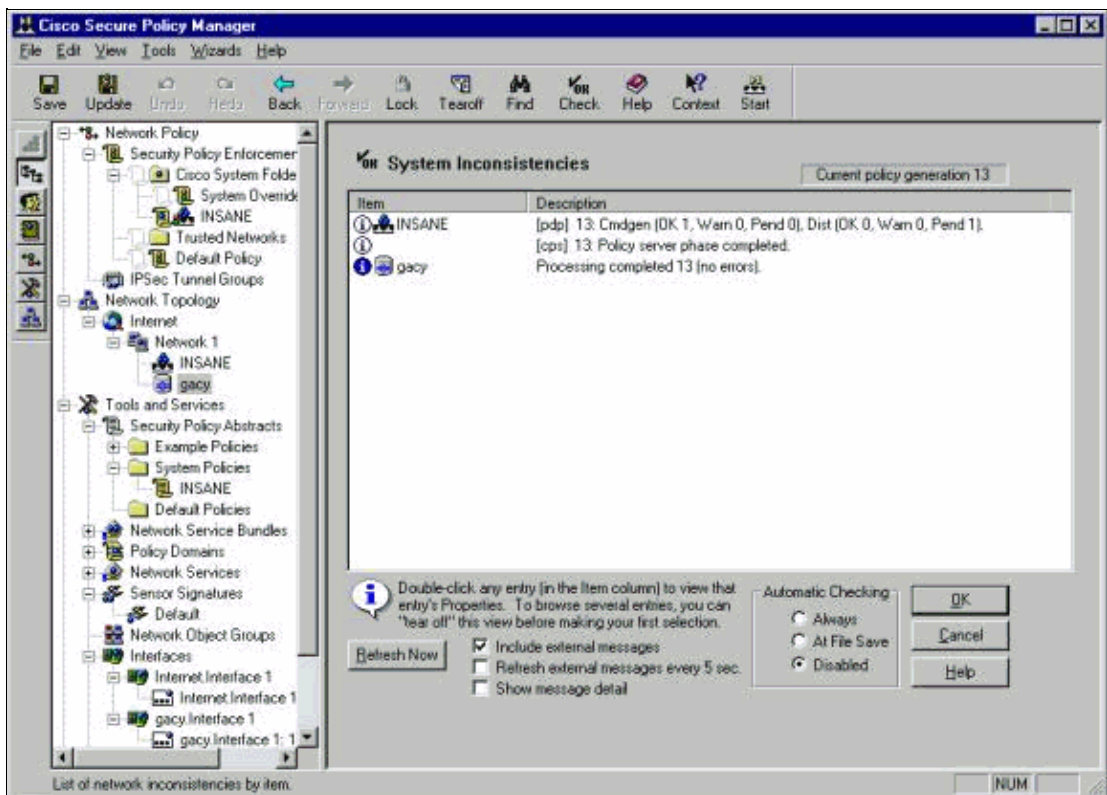 Cisco Secure Policy Manager
File Edit View Tools Wizards Help
Save Update Undo Redo Back Forward Lock Tearoff Find Check Help Context Start
Network Policy
Security Policy Enforcemer
Cisco System Folde
System Override
INSANE
Trusted Networks
Default Policy
IPSec Tunnel Groups
Network Topology
Internet
Network 1
INSANE
gacy
Tools and Services
Security Policy Abstracts
Example Policies
System Policies
INSANE
Default Policies
Network Service Bundles
Policy Domains
Network Services
Sensor Signatures
Default
Network Object Groups
Interfaces
Internet.Interface 1
Internet.Interface 1
gacy.Interface 1
gacy.Interface 1: 1
OK System Inconsistencies
Current policy generation 13
Item Description
INSANE [pdp] 13: Cmdgen (OK 1, Warn 0, Pend 0), Dist (OK 0, Warn 0, Pend 1).
[cps] 13: Policy server phase completed.
gacy Processing completed 13 (no errors).
Double-click any entry (in the Item column) to view that
entry's Properties. To browse several entries, you can
"tear off" this view before making your first selection.
Refresh Now
Include external messages
Refresh external messages every 5 sec.
Show message detail
Automatic Checking
Always
At File Save
Disabled
OK
Cancel
Help
List of network inconsistencies by item.
NUM